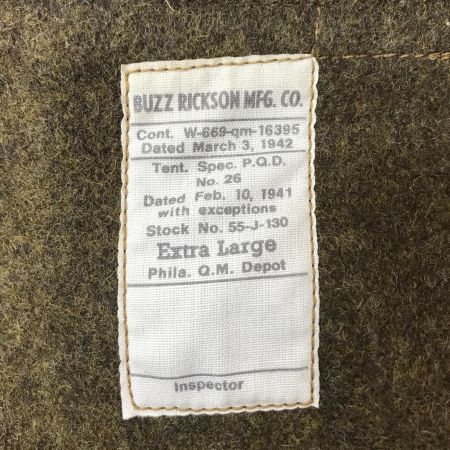 BUZZ RICKSON MFG. CO.
Cont. W-669-qm-16395
Dated March 3, 1942
Tent. Spec. P.Q.D.
No. 26
Dated Feb. 10, 1941
with exceptions
Stock No. 55-J-130
Extra Large
Phila. Q.M. Depot
Inspector